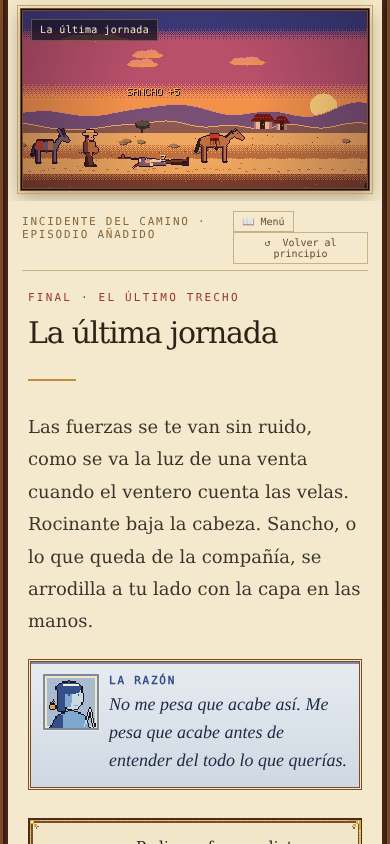 La última jornada
SANCHO +5
INCIDENTE DEL CAMINO ·
EPISODIO AÑADIDO
📖 Menú
↺ Volver al
principio
FINAL · EL ÚLTIMO TRECHO
La última jornada
Las fuerzas se te van sin ruido,
como se va la luz de una venta
cuando el ventero cuenta las velas.
Rocinante baja la cabeza. Sancho, o
lo que queda de la compañía, se
arrodilla a tu lado con la capa en las
manos.
LA RAZÓN
No me pesa que acabe así. Me
pesa que acabe antes de
entender del todo lo que querías.